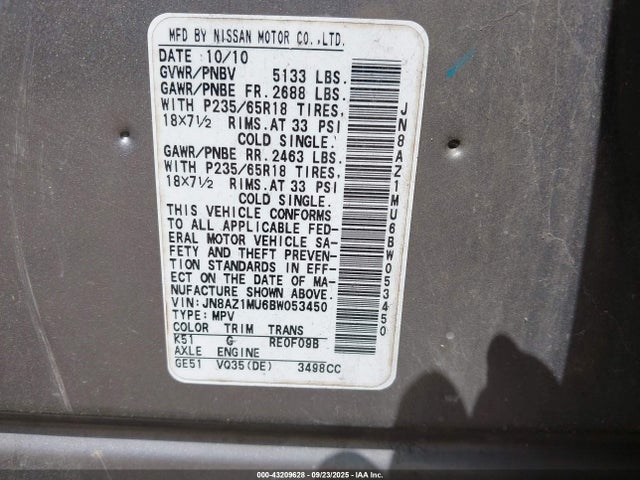 MFD BY NISSAN MOTOR CO.,LTD.
DATE 10/10
GVWR/PNBV 5133 LBS.
GAWR/PNBE FR. 2688 LBS.
WITH P235/65R18 TIRES,
18X7½ RIMS. AT 33 PSI
COLD SINGLE.
GAWR/PNBE RR. 2463 LBS.
WITH P235/65R18 TIRES,
18X7½ RIMS. AT 33 PSI
COLD SINGLE.
THIS VEHICLE CONFORMS
TO ALL APPLICABLE FED-
ERAL MOTOR VEHICLE SA-
FETY AND THEFT PREVEN-
TION STANDARDS IN EFF-
ECT ON THE DATE OF MA-
NUFACTURE SHOWN ABOVE.
VIN:JN8AZ1MU6BW053450
TYPE: MPV
COLOR TRIM TRANS
K51 G RE0F09B
AXLE ENGINE
GE51 VQ35(DE) 3498CC
JN8AZ1MU6BW053450
000-43209628 - 09/23/2025 - IAA Inc.